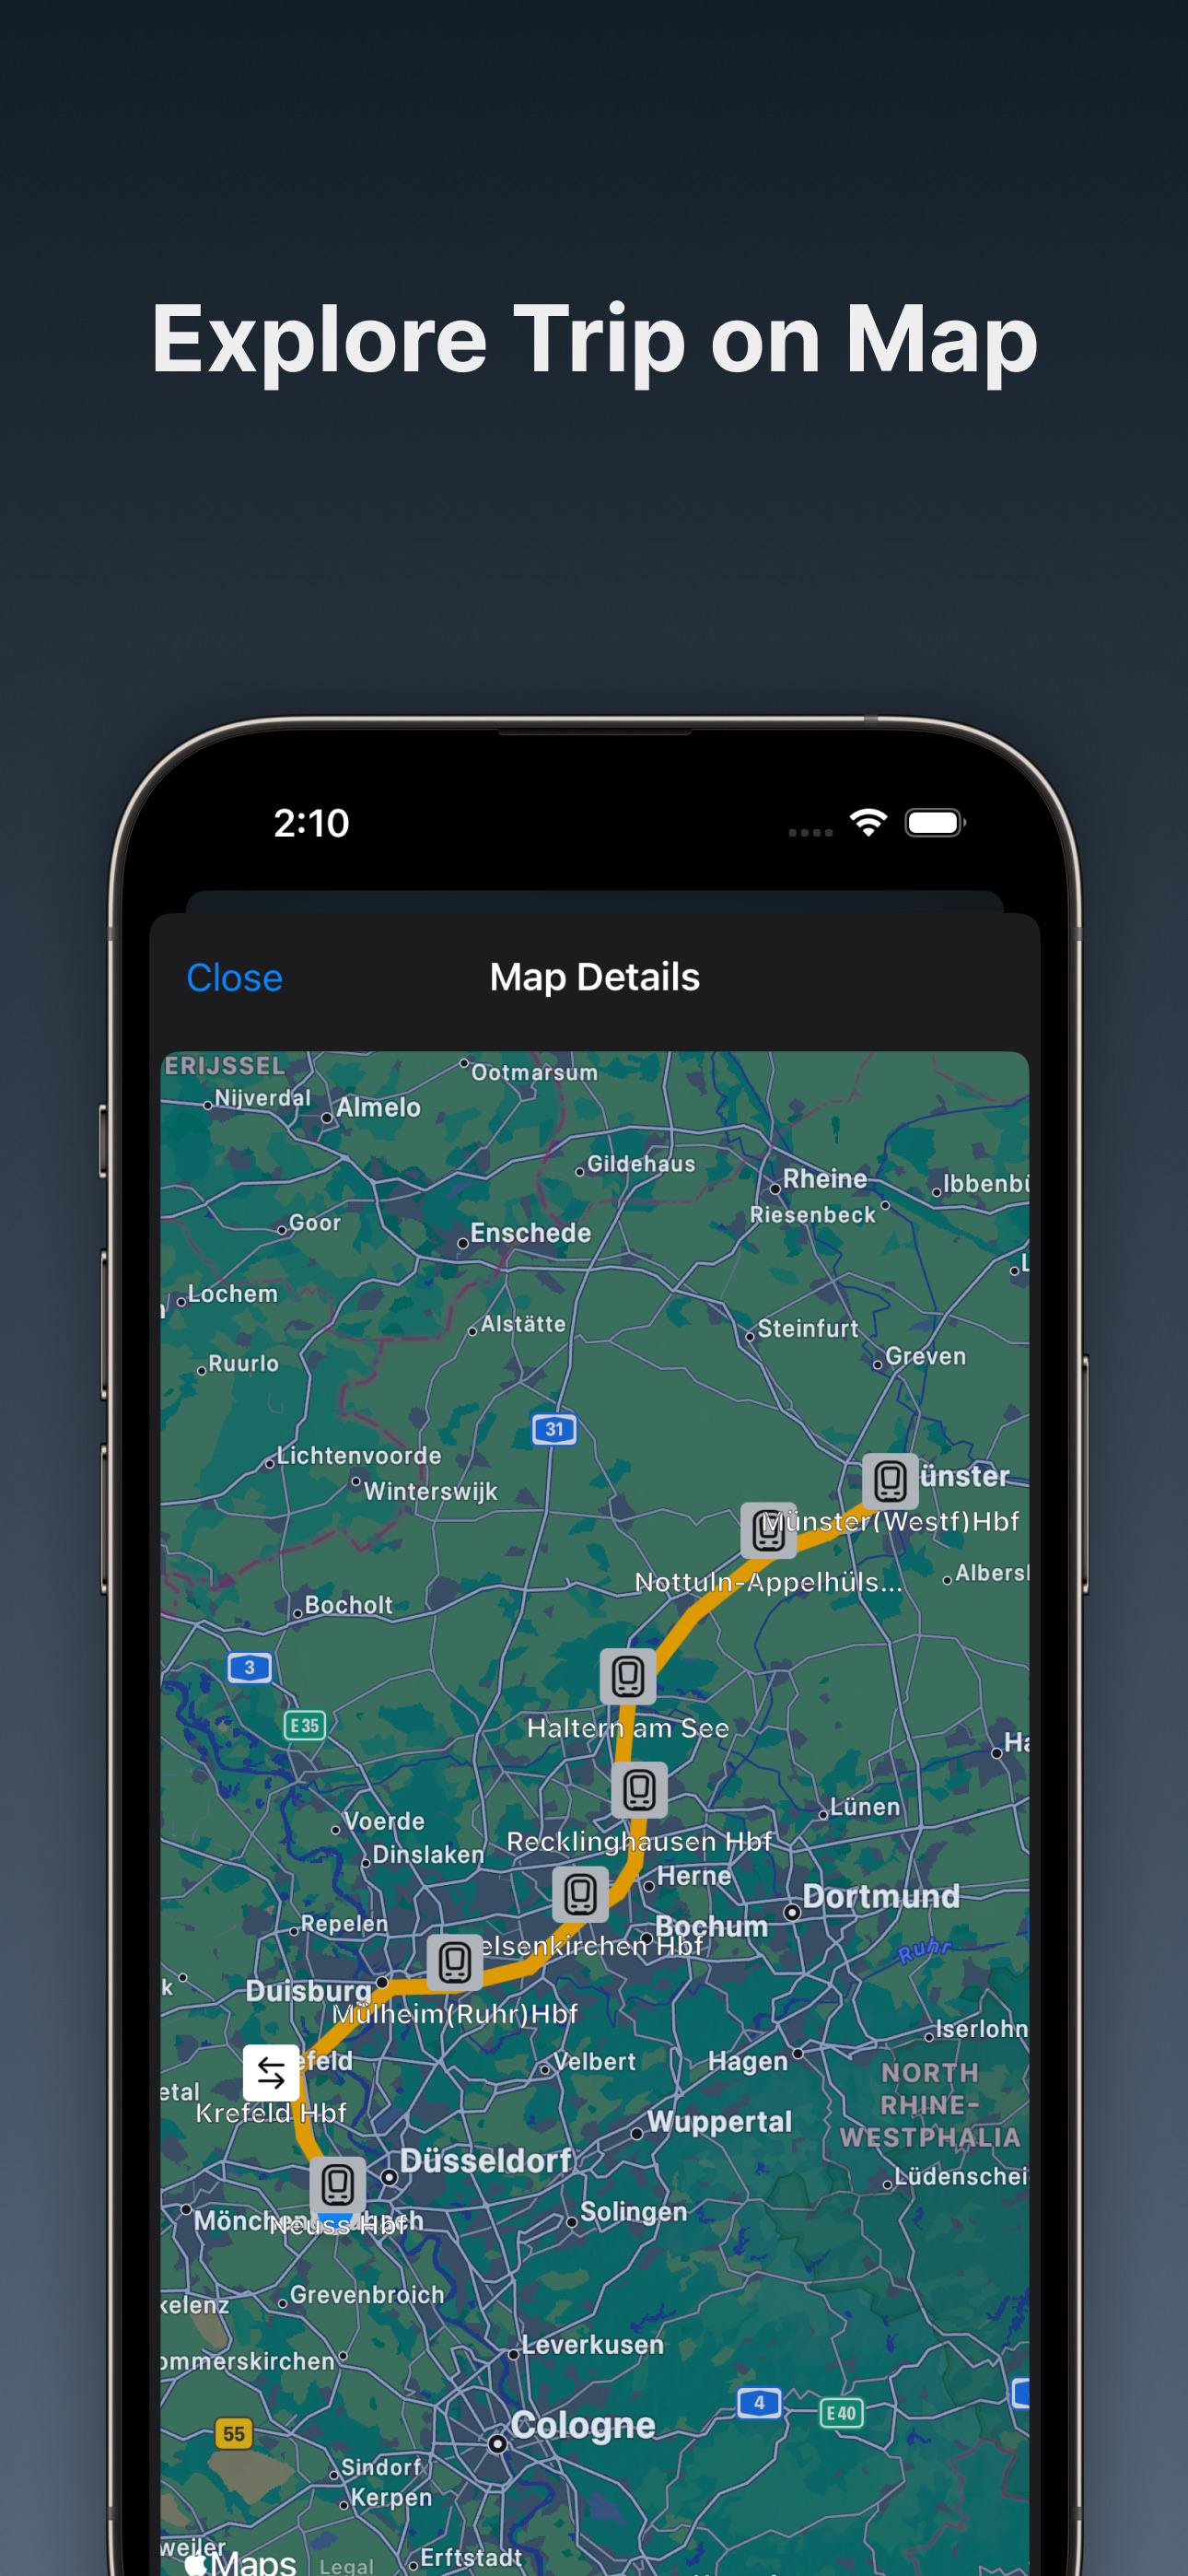 Explore Trip on Map
2:10
Close
Map Details
ERIJSSEL
Ootmarsum
Nijverdal
Almelo
Gildehaus
Rheine
Ibbenbü
Riesenbeck
Goor
Enschede
L
Lochem
Alstätte
Steinfurt
Greven
Ruurlo
31
Lichtenvoorde
Winterswijk
ünster
Münster(Westf)Hbf
Nottuln-Appelhüls...
Albersl
Bocholt
3
E 35
Haltern am See
Ha
Voerde
Lünen
Dinslaken
Recklinghausen Hbf
Herne
Dortmund
Repelen
Bochum
elsenkirchen Hbf
Ruhr
k
Duisburg
Mülheim(Ruhr)Hbf
Iserlohn
efeld
Velbert
Hagen
NORTH
RHINE-
WESTPHALIA
etal
Krefeld Hbf
Wuppertal
Düsseldorf
Lüdenschei
Solingen
Neuss Hbf
Grevenbroich
kelenz
Leverkusen
ommerskirchen
4
E 40
Cologne
55
Sindorf
Kerpen
weiler
Maps
Legal
Erftstadt